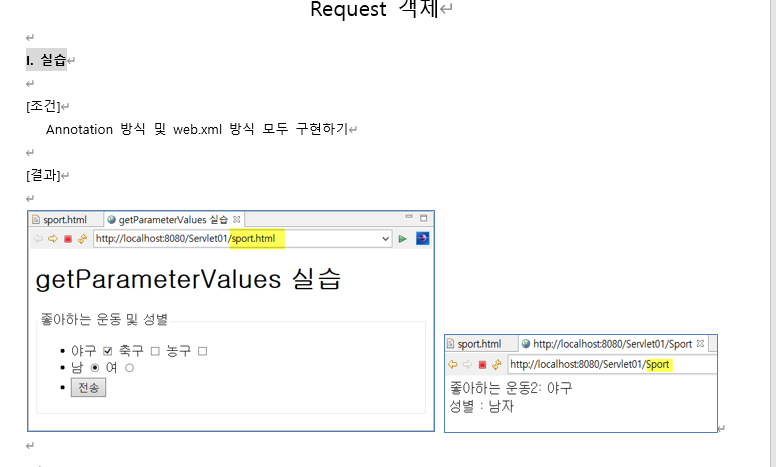 Request 객체
I. 실습
[조건]
Annotation 방식 및 web.xml 방식 모두 구현하기
[결과]
sport.html
getParameterValues 실습
http://localhost:8080/Servlet01/sport.html
getParameterValues 실습
좋아하는 운동 및 성별
야구 축구 농구
남 여
전송
sport.html
http://localhost:8080/Servlet01/Sport
http://localhost:8080/Servlet01/Sport
좋아하는 운동2: 야구
성별 : 남자